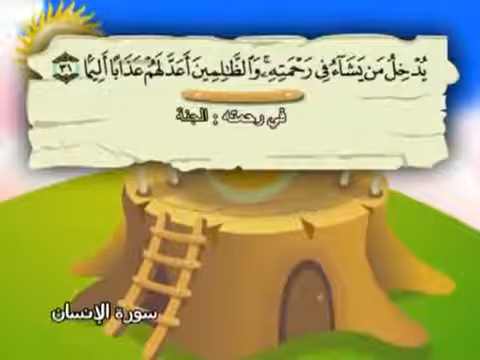 يُدْخِلُ مَن يَشَآءُ فِى رَحْمَتِهِۦ ۚ وَٱلظَّٰلِمِينَ أَعَدَّ لَهُمْ عَذَابًا أَلِيمًا ٣١
في رحمته : الجنة
سورة الإنسان